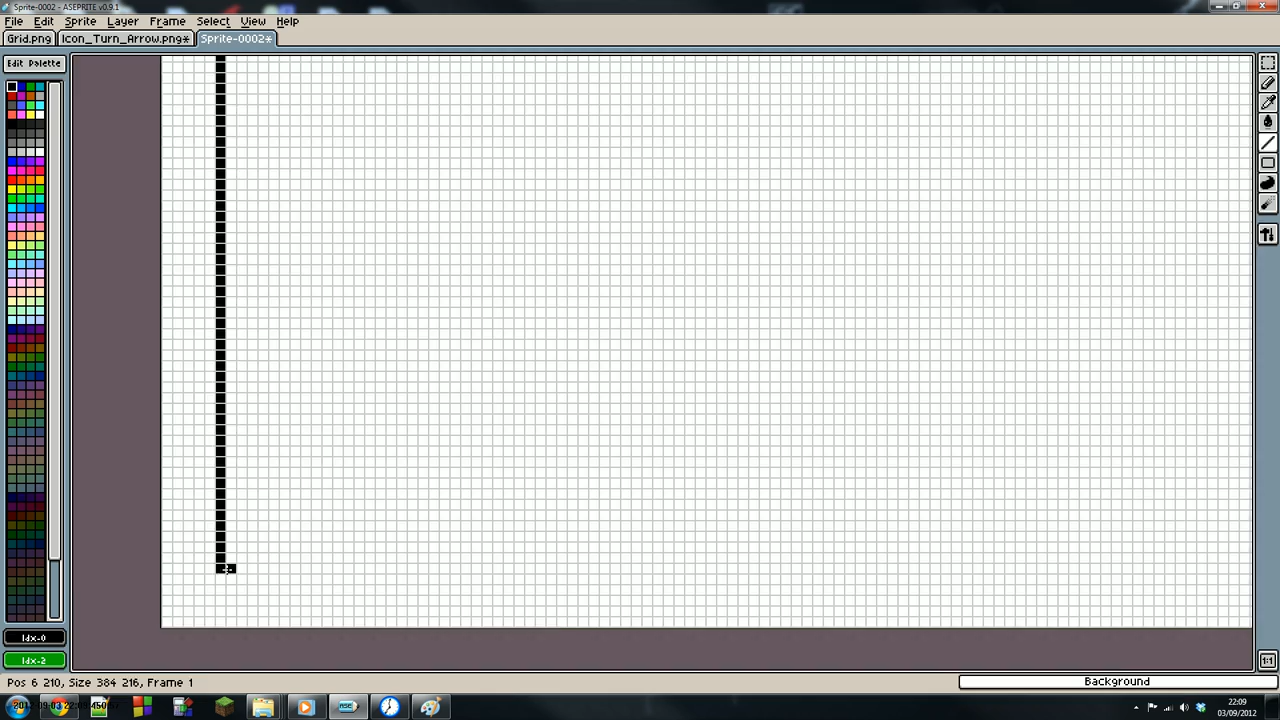 Sprite-0002 - ASEPRITE v0.9.1
File Edit Sprite Layer Frame Select View Help
Grid.png Icon_Turn_Arrow.png* Sprite-0002*
Edit Palette
Idx-0
Idx-2
1:1
Pos 6 210, Size 384 216, Frame 1
Background
22:09
03/09/2012